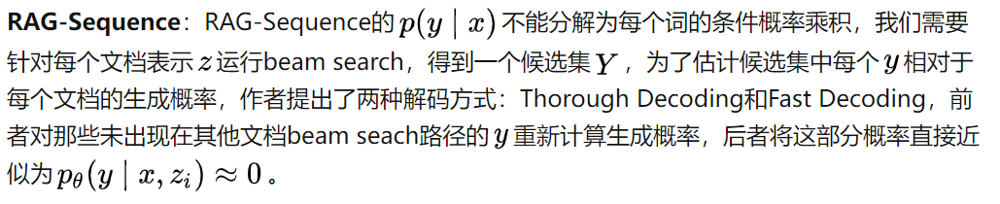 RAG-Sequence：RAG-Sequence的 p(y | x) 不能分解为每个词的条件概率乘积，我们需要
针对每个文档表示 z 运行beam search，得到一个候选集 Y ，为了估计候选集中每个 y 相对于
每个文档的生成概率，作者提出了两种解码方式：Thorough Decoding和Fast Decoding，前
者对那些未出现在其他文档beam seach路径的 y 重新计算生成概率，后者将这部分概率直接近
似为 pθ(y | x, zi) ≈ 0 。